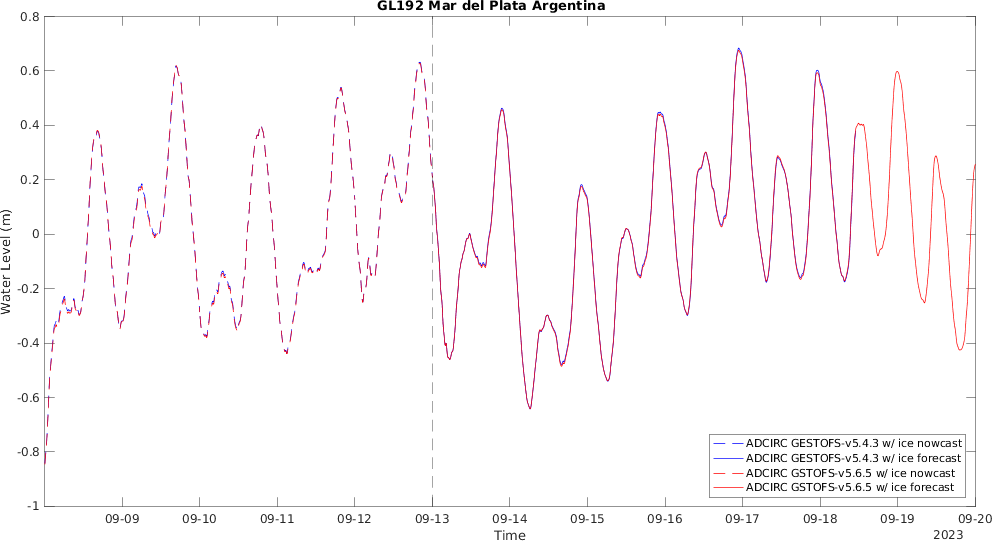 GL192 Mar del Plata Argentina
0.8
0.6
0.4
0.2
0
-0.2
-0.4
-0.6
-0.8
-1
Water Level (m)
09-09 09-10 09-11 09-12 09-13 09-14 09-15 09-16 09-17 09-18 09-19 09-20
Time
2023
ADCIRC GESTOFS-v5.4.3 w/ ice nowcast
ADCIRC GESTOFS-v5.4.3 w/ ice forecast
ADCIRC GSTOFS-v5.6.5 w/ ice nowcast
ADCIRC GSTOFS-v5.6.5 w/ ice forecast